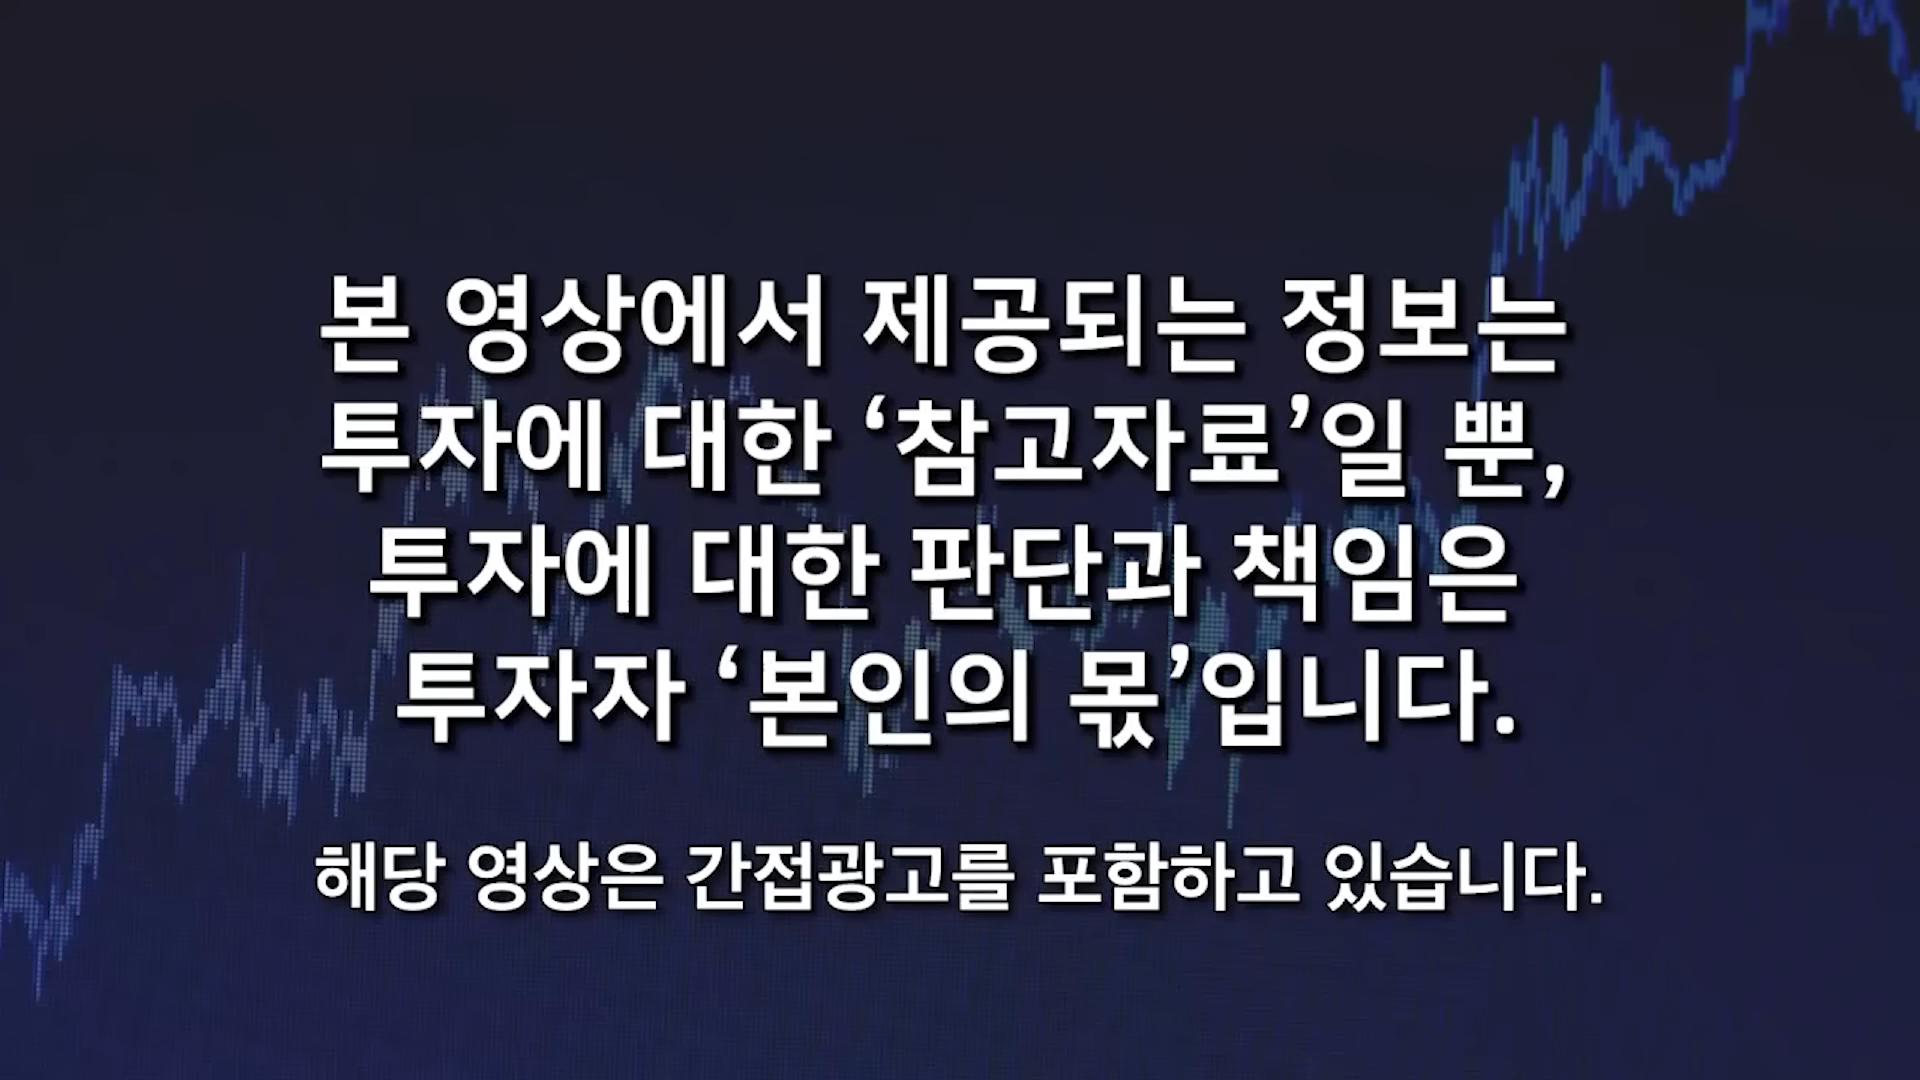 본 영상에서 제공되는 정보는
투자에 대한 ‘참고자료’일 뿐,
투자에 대한 판단과 책임은
투자자 ‘본인의 몫’입니다.
해당 영상은 간접광고를 포함하고 있습니다.